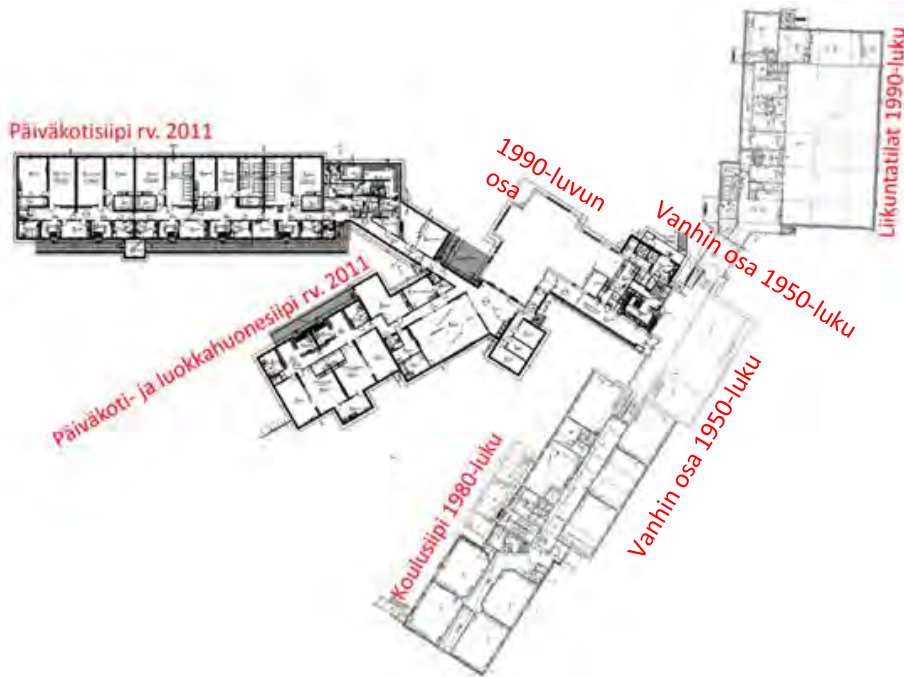 Päiväkotisiipi rv. 2011
1990-luvun
osa
Vanhin osa 1950-luku
Liikuntatilat 1990-luku
Päiväkoti- ja luokkahuonesiipi rv. 2011
Koulusiipi 1980-luku
Vanhin osa 1950-luku